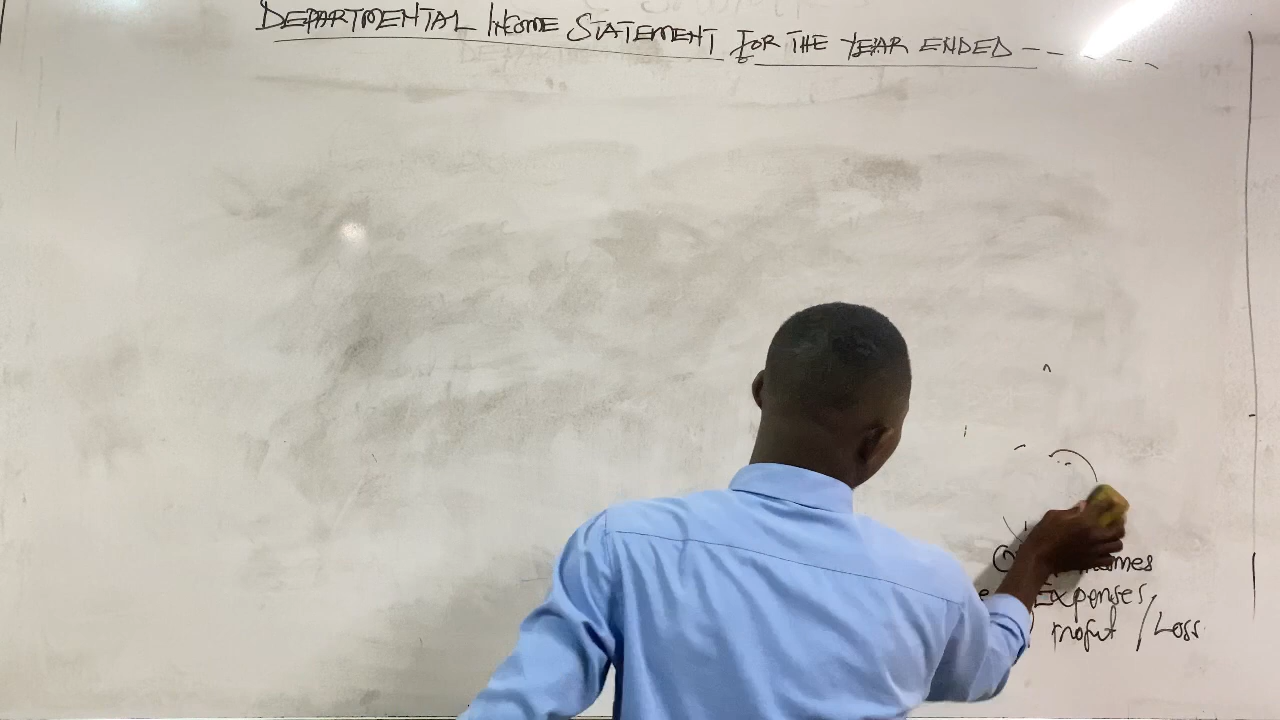 DEPARTMENTAL INCOME STATEMENT FOR THE YEAR ENDED -----
Expenses,
Profit / Loss